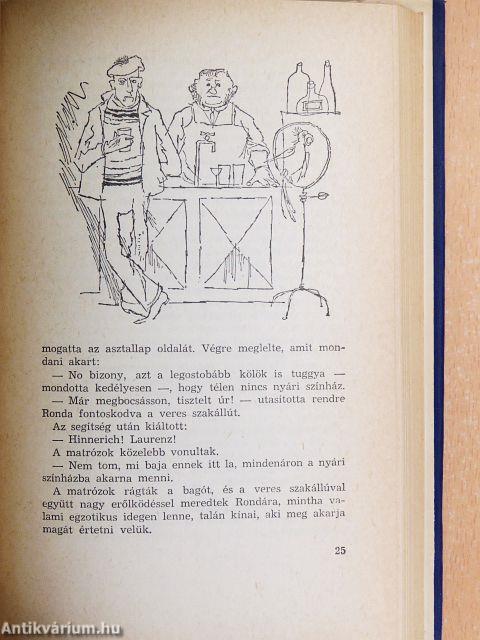 mogatta az asztallap oldalát. Végre meglelte, amit mon-
dani akart:
— No bizony, azt a legostobább kölök is tuggya —
mondotta kedélyesen —, hogy télen nincs nyári színház.
— Már megbocsásson, tisztelt úr! — utasította rendre
Ronda fontoskodva a veres szakállút.
Az segítség után kiáltott:
— Hinnerich! Laurenz!
A matrózok közelebb vonultak.
— Nem tom, mi baja ennek itt la, mindenáron a nyári
színházba akarna menni.
A matrózok rágták a bagót, és a veres szakállúval
együtt nagy erőlködéssel meredtek Rondára, mintha va-
lami egzotikus idegen lenne, talán kínai, aki meg akarja
magát értetni velük.
25
Antikvárium.hu